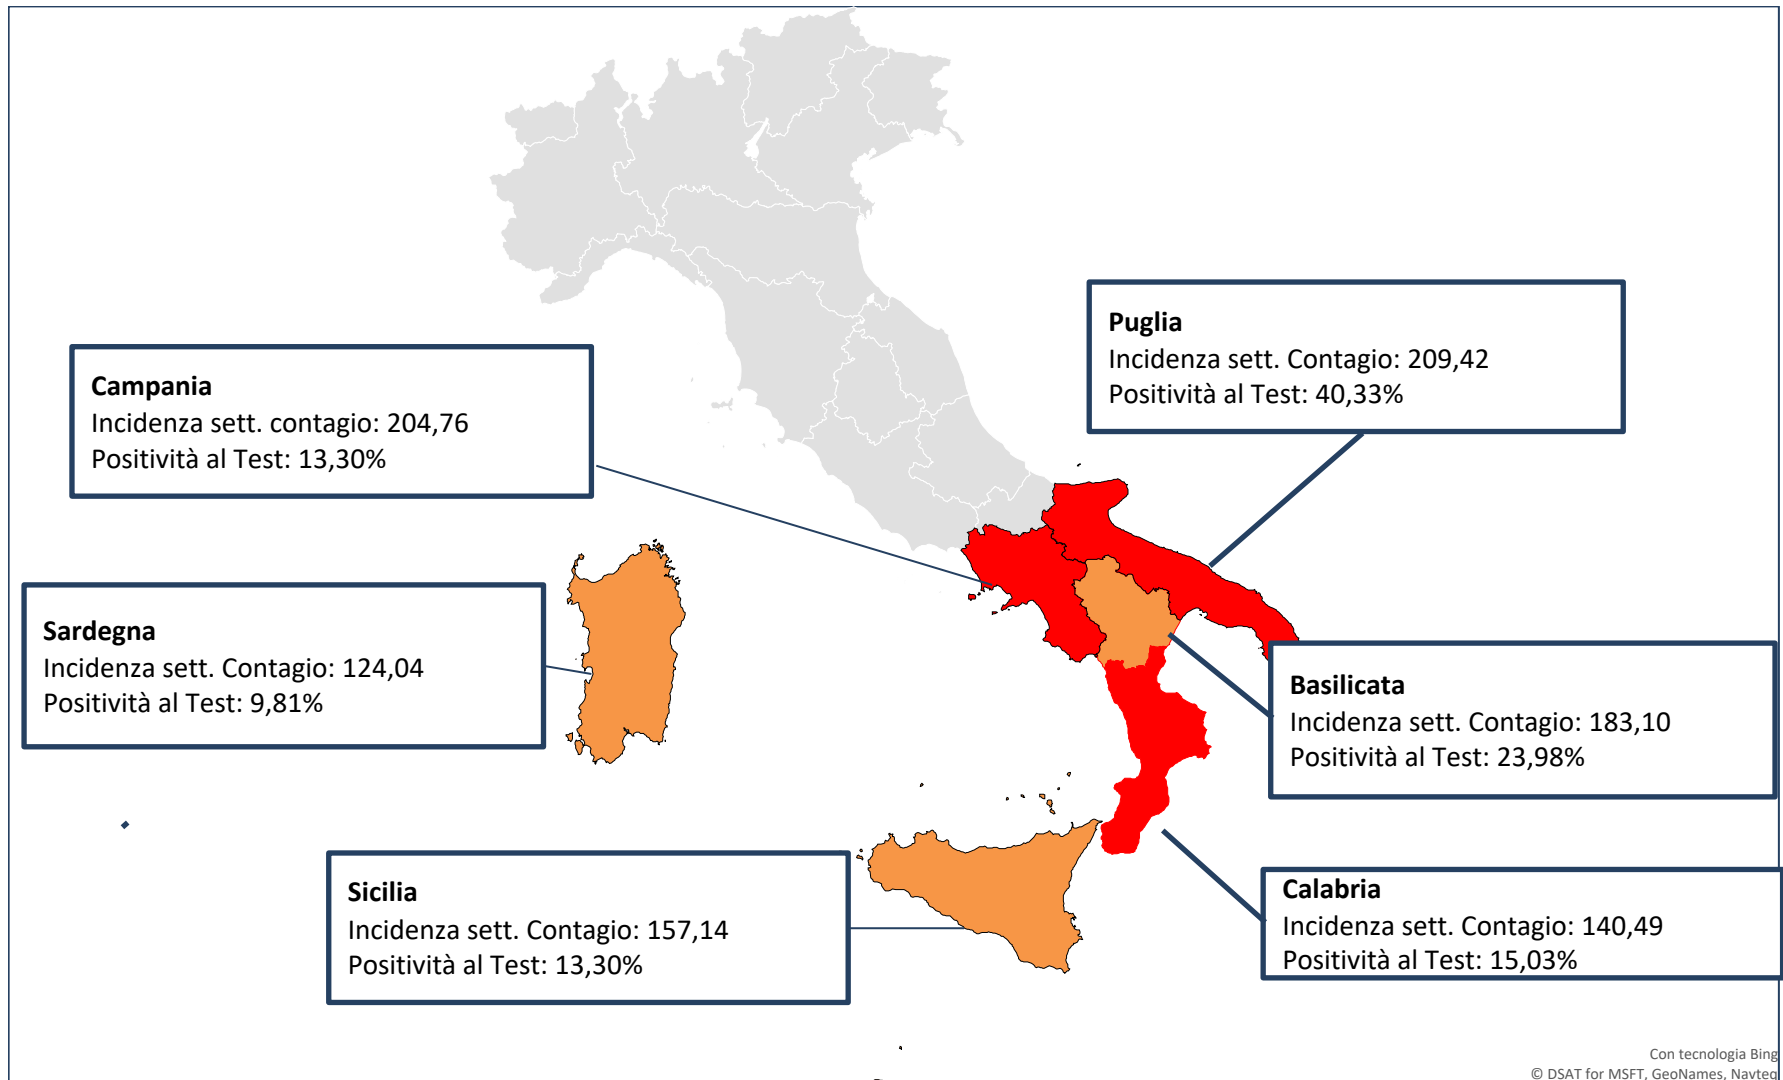 Puglia
Incidenza sett. Contagio: 209,42
Positività al Test: 40,33%
Campania
Incidenza sett. contagio: 204,76
Positività al Test: 13,30%
Sardegna
Incidenza sett. Contagio: 124,04
Positività al Test: 9,81%
Basilicata
Incidenza sett. Contagio: 183,10
Positività al Test: 23,98%
Sicilia
Incidenza sett. Contagio: 157,14
Positività al Test: 13,30%
Calabria
Incidenza sett. Contagio: 140,49
Positività al Test: 15,03%
Con tecnologia Bing
© DSAT for MSFT, GeoNames, Navteq